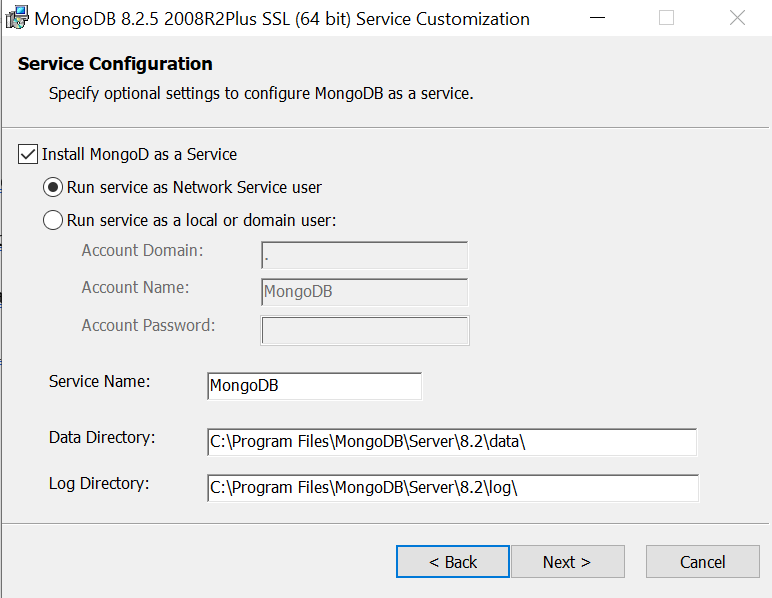 MongoDB 8.2.5 2008R2Plus SSL (64 bit) Service Customization
Service Configuration
Specify optional settings to configure MongoDB as a service.
Install MongoD as a Service
Run service as Network Service user
Run service as a local or domain user:
Account Domain: .
Account Name: MongoDB
Account Password:
Service Name: MongoDB
Data Directory: C:\Program Files\MongoDB\Server\8.2\data\
Log Directory: C:\Program Files\MongoDB\Server\8.2\log\
< Back Next > Cancel